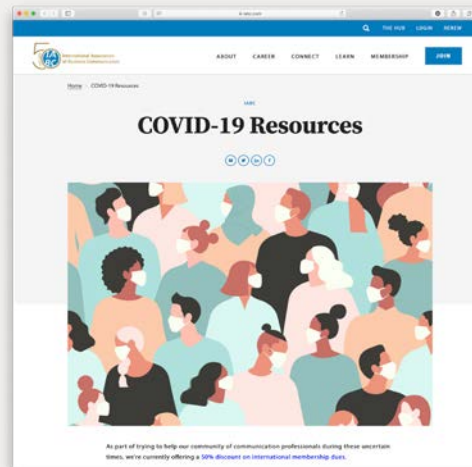 THE HUB LOGIN RENEW
50 IABC International Association of Business Communicators
ABOUT CAREER CONNECT LEARN MEMBERSHIP JOIN
Home COVID-19 Resources
IABC
COVID-19 Resources
As part of trying to help our community of communication professionals during these uncertain
times, we're currently offering a 50% discount on international membership dues.